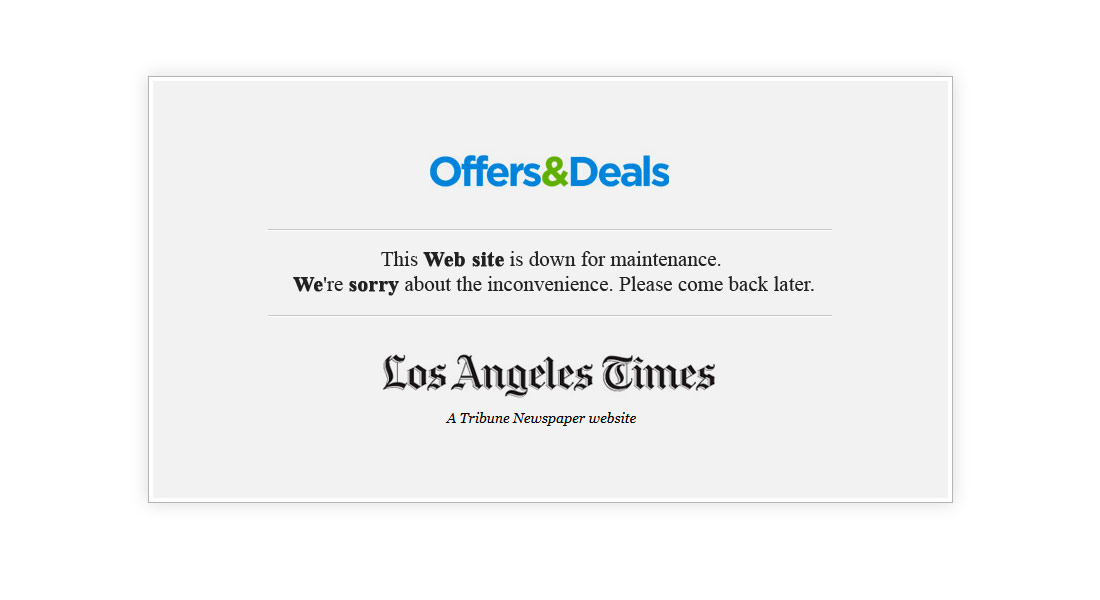 Offers&Deals
This Web site is down for maintenance.
We're sorry about the inconvenience. Please come back later.
Los Angeles Times
A Tribune Newspaper website